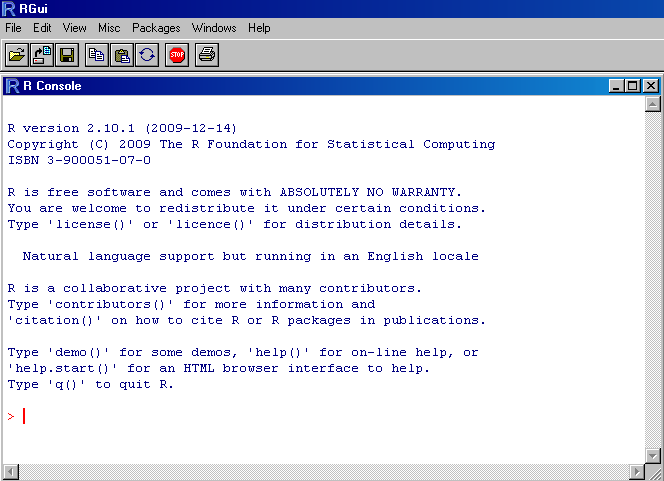 RGui
File Edit View Misc Packages Windows Help
STOP
R Console
R version 2.10.1 (2009-12-14)
Copyright (C) 2009 The R Foundation for Statistical Computing
ISBN 3-900051-07-0
R is free software and comes with ABSOLUTELY NO WARRANTY.
You are welcome to redistribute it under certain conditions.
Type 'license()' or 'licence()' for distribution details.
Natural language support but running in an English locale
R is a collaborative project with many contributors.
Type 'contributors()' for more information and
'citation()' on how to cite R or R packages in publications.
Type 'demo()' for some demos, 'help()' for on-line help, or
'help.start()' for an HTML browser interface to help.
Type 'q()' to quit R.
>